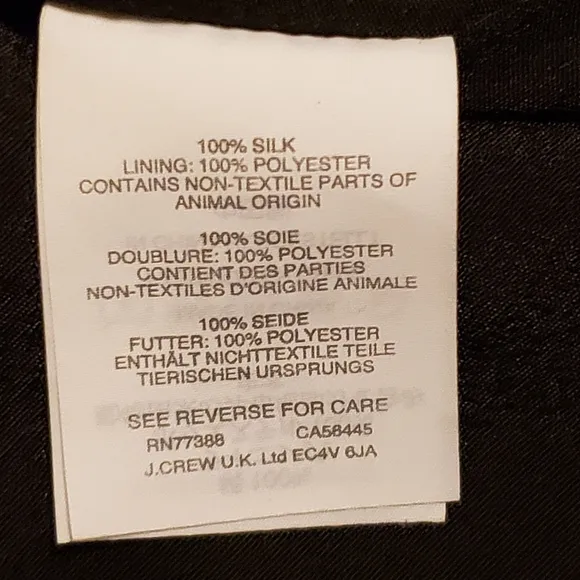 100% SILK
LINING: 100% POLYESTER
CONTAINS NON-TEXTILE PARTS OF
ANIMAL ORIGIN
100% SOIE
DOUBLURE: 100% POLYESTER
CONTIENT DES PARTIES
NON-TEXTILES D'ORIGINE ANIMALE
100% SEIDE
FUTTER: 100% POLYESTER
ENTHÄLT NICHTTEXTILE TEILE
TIERISCHEN URSPRUNGS
SEE REVERSE FOR CARE
RN77388 CA58445
J.CREW U.K. Ltd EC4V 6JA